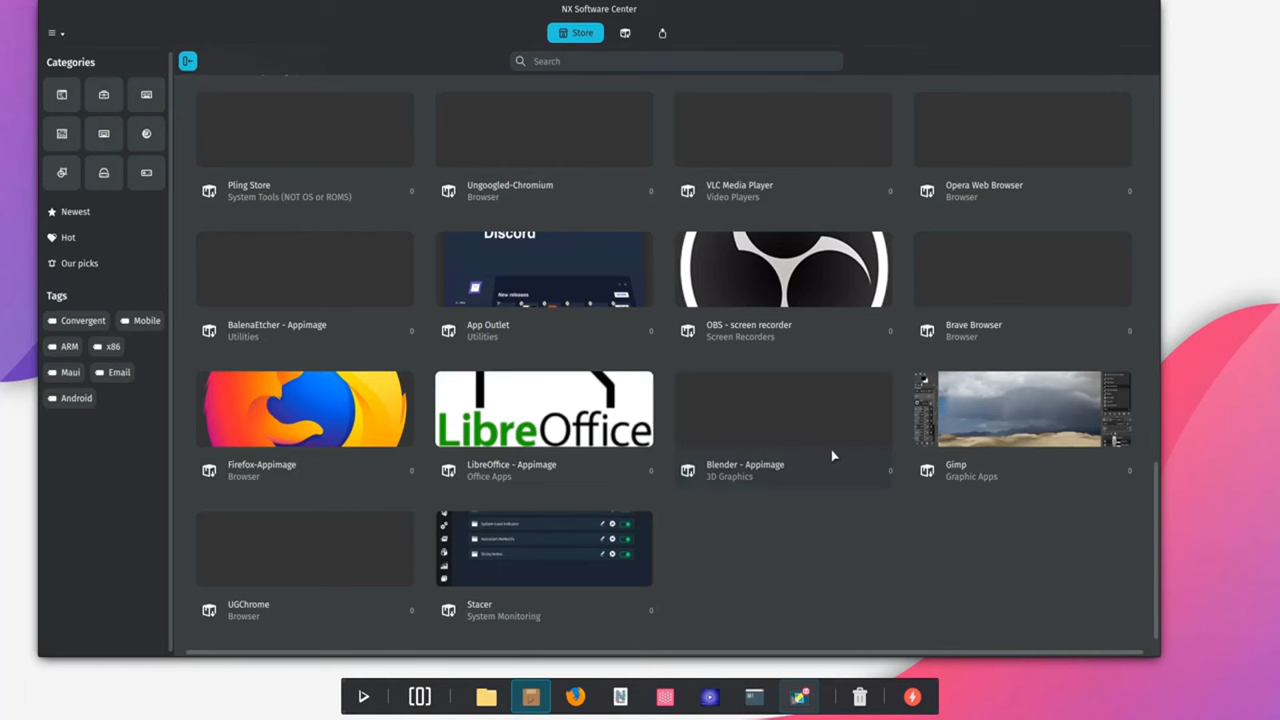 NX Software Center
Store
Categories
Search
Newest
Hot
Our picks
Tags
Convergent
Mobile
ARM
x86
Maui
Email
Android
Pling Store
0
System Tools (NOT OS or ROMS)
Ungoogled-Chromium
0
Browser
VLC Media Player
0
Video Players
Opera Web Browser
0
Browser
Discord
New releases
BalenaEtcher - Appimage
0
Utilities
App Outlet
0
Utilities
OBS - screen recorder
0
Screen Recorders
Brave Browser
0
Browser
LibreOffice
Firefox-Appimage
0
Browser
LibreOffice - Appimage
0
Office Apps
Blender - Appimage
0
3D Graphics
Gimp
0
Graphic Apps
System Load Indicator
UGChrome
0
Browser
Stacer
0
System Monitoring